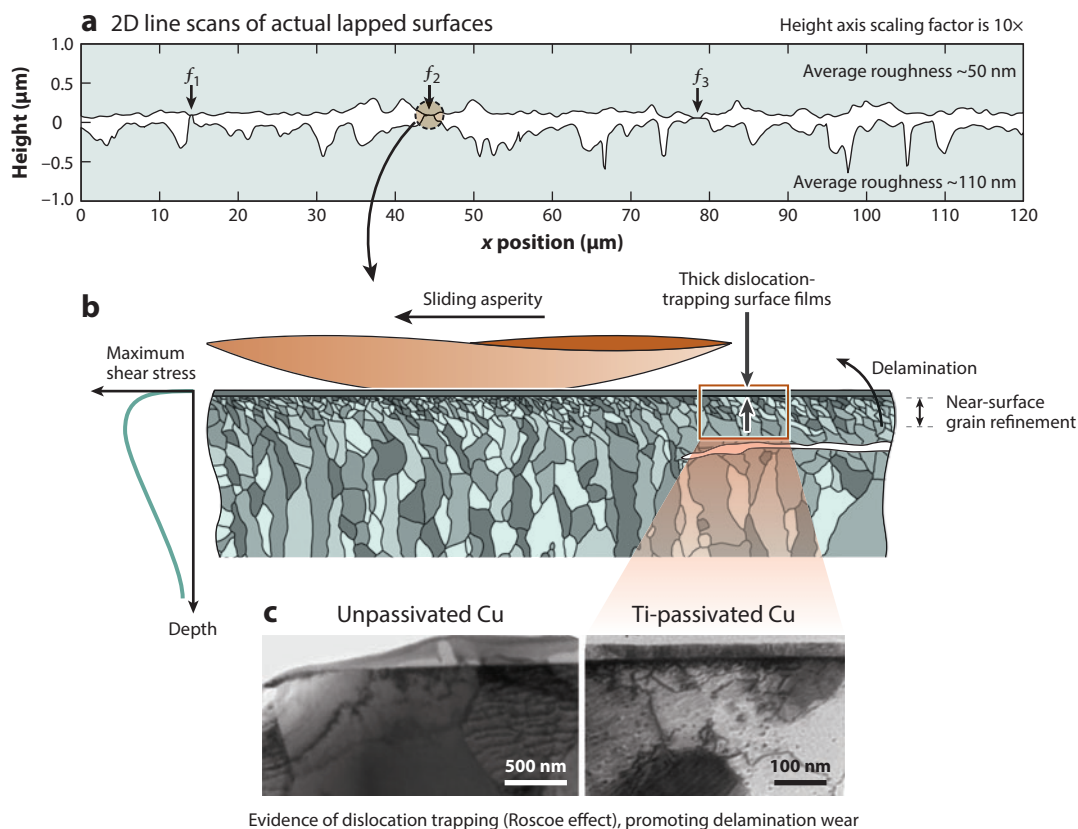 a 2D line scans of actual lapped surfaces
Height axis scaling factor is 10×
1.0
0.5
0
−0.5
−1.0
Height (µm)
f1
f2
f3
Average roughness ~50 nm
Average roughness ~110 nm
0 10 20 30 40 50 60 70 80 90 100 110 120
x position (µm)
b
Sliding asperity
Thick dislocation-
trapping surface films
Maximum
shear stress
Delamination
Near-surface
grain refinement
Depth
c Unpassivated Cu
Ti-passivated Cu
500 nm
100 nm
Evidence of dislocation trapping (Roscoe effect), promoting delamination wear